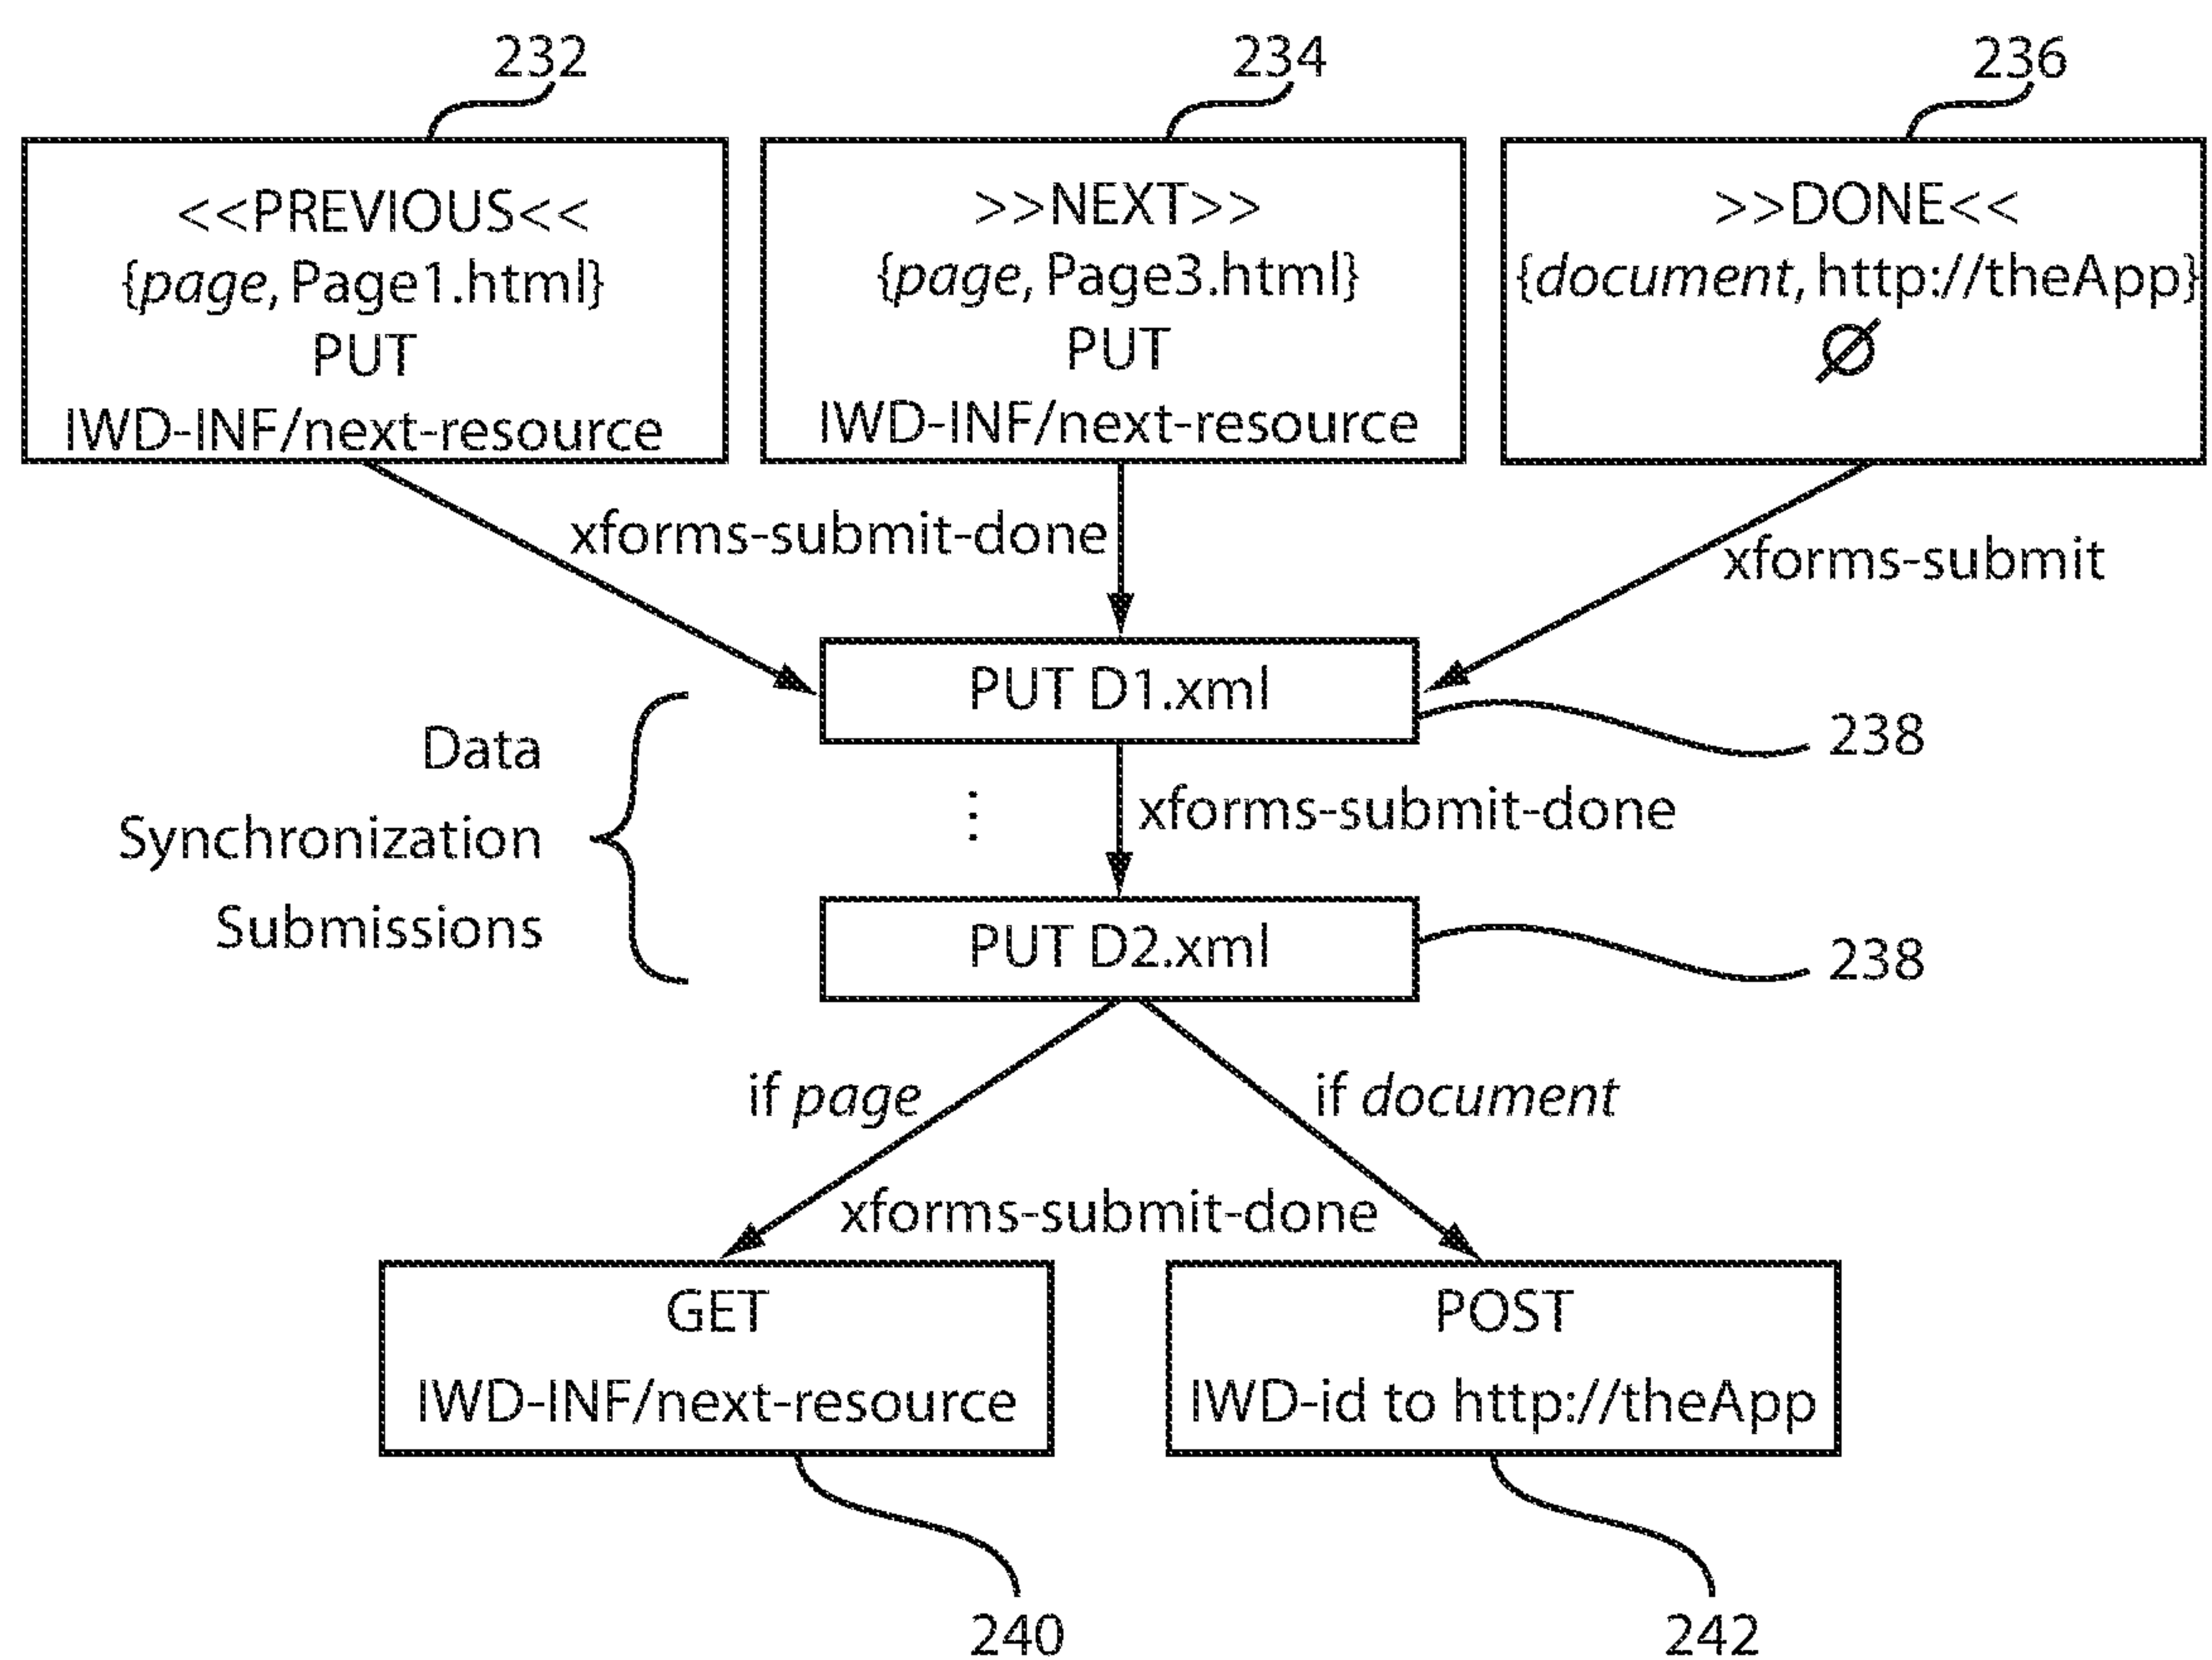 232
234
236
<<PREVIOUS<<
{page, Page1.html}
PUT
IWD-INF/next-resource
>>NEXT>>
{page, Page3.html}
PUT
IWD-INF/next-resource
>>DONE<<
{document, http://theApp}
∅
xforms-submit-done
xforms-submit
PUT D1.xml
238
Data
Synchronization
Submissions
⋮
xforms-submit-done
PUT D2.xml
238
if page
if document
xforms-submit-done
GET
IWD-INF/next-resource
POST
IWD-id to http://theApp
240
242